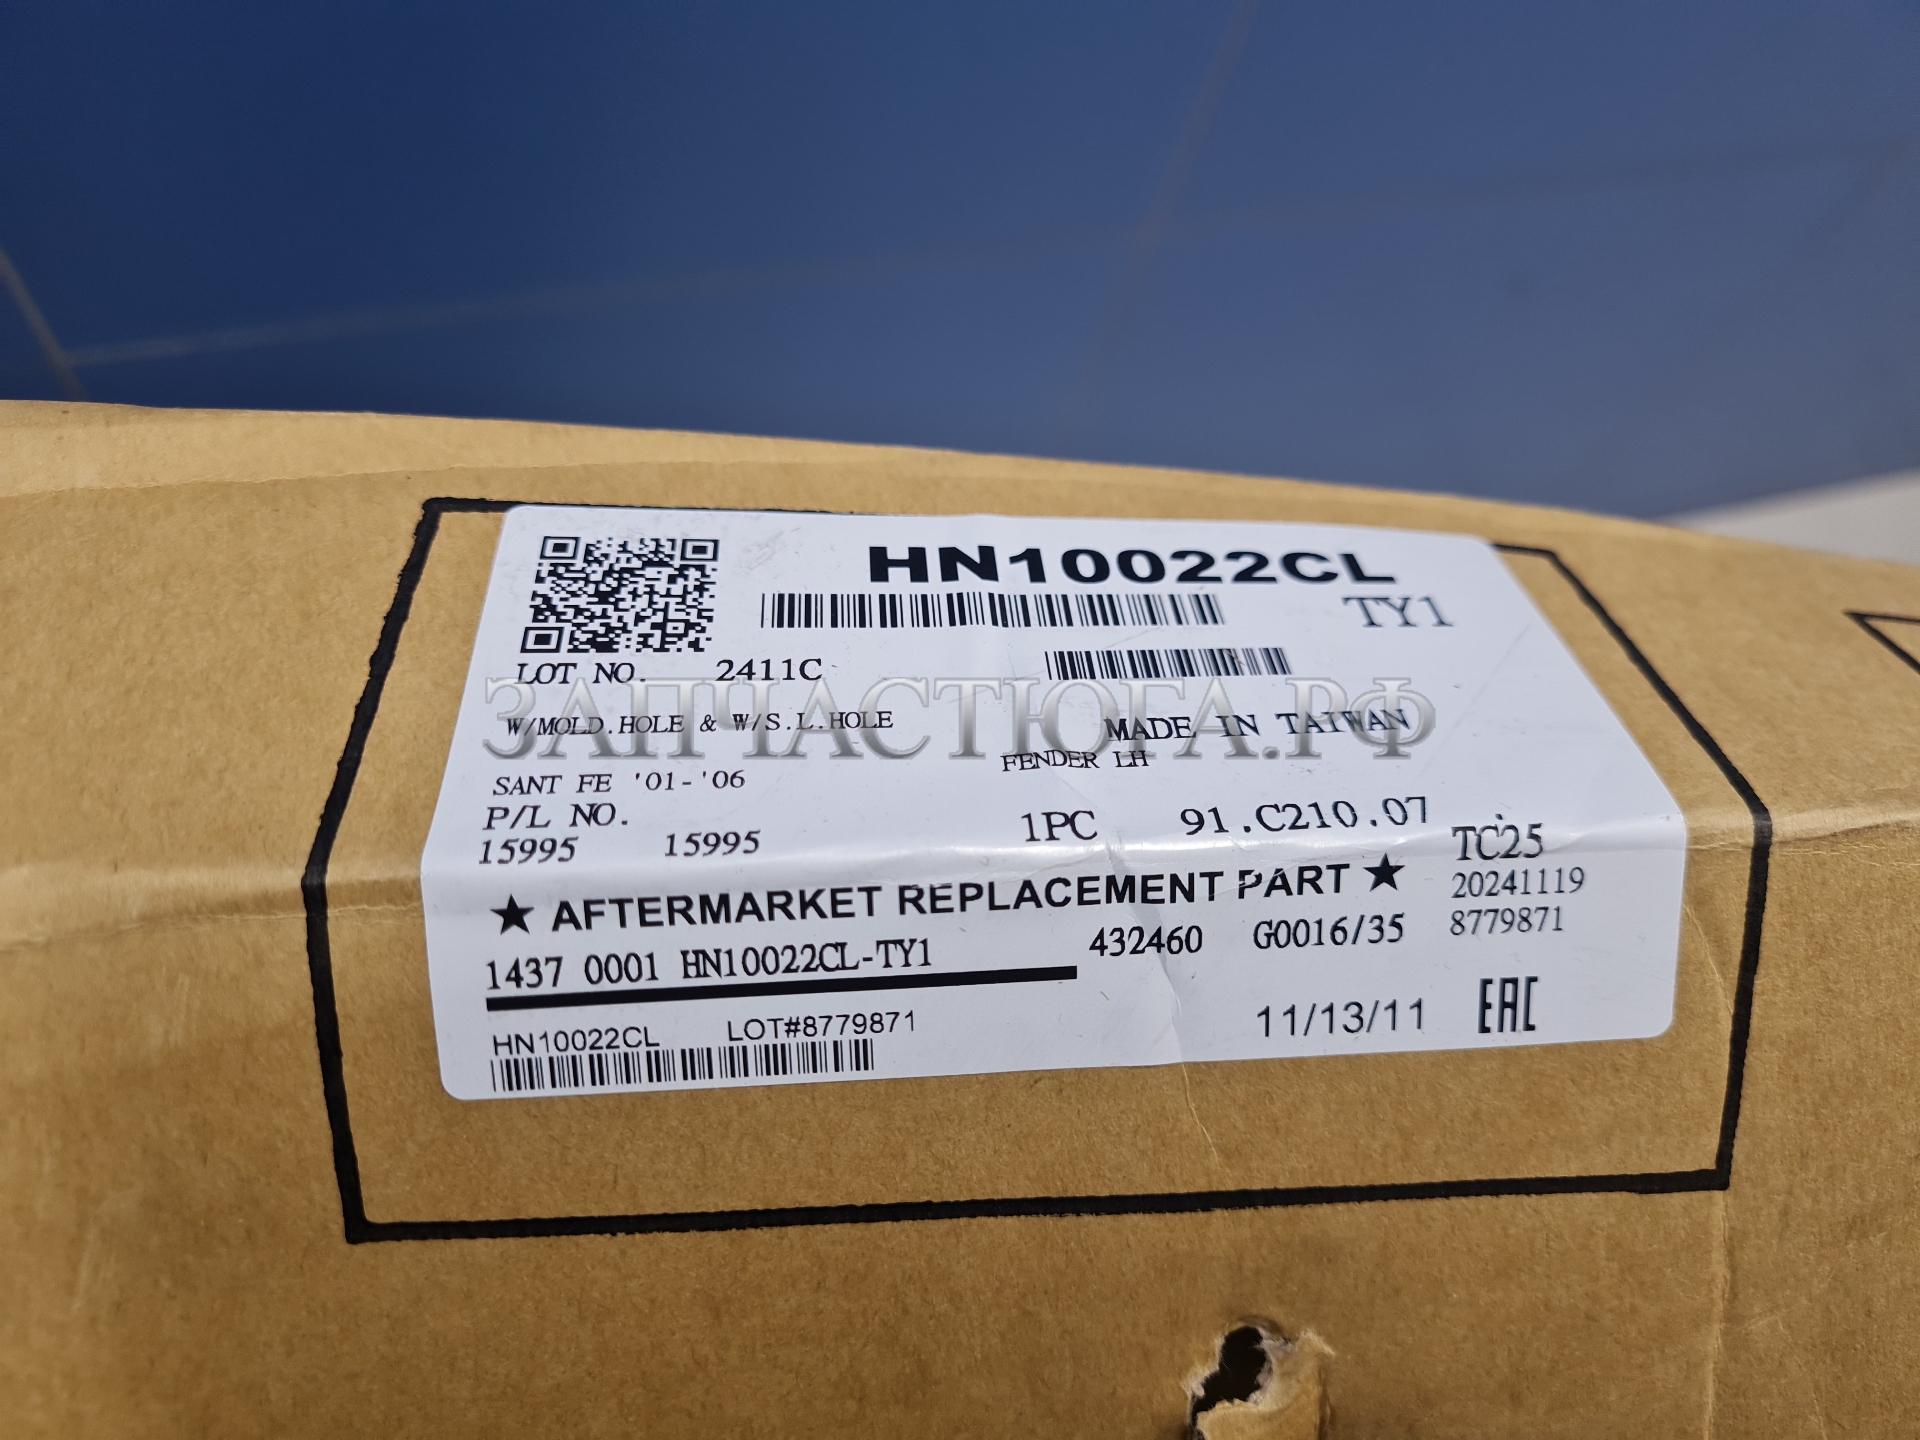 HN10022CL
TY1
LOT NO. 2411C
ЗАПЧАСТЮГА.РФ
W/MOLD.HOLE & W/S.L.HOLE
MADE IN TAIWAN
FENDER LH
SANT FE '01-'06
P/L NO.
15995 15995
1PC 91.C210.07
TC25
★ AFTERMARKET REPLACEMENT PART ★
20241119
1437 0001 HN10022CL-TY1
432460 G0016/35
8779871
HN10022CL LOT#8779871
11/13/11
EAC